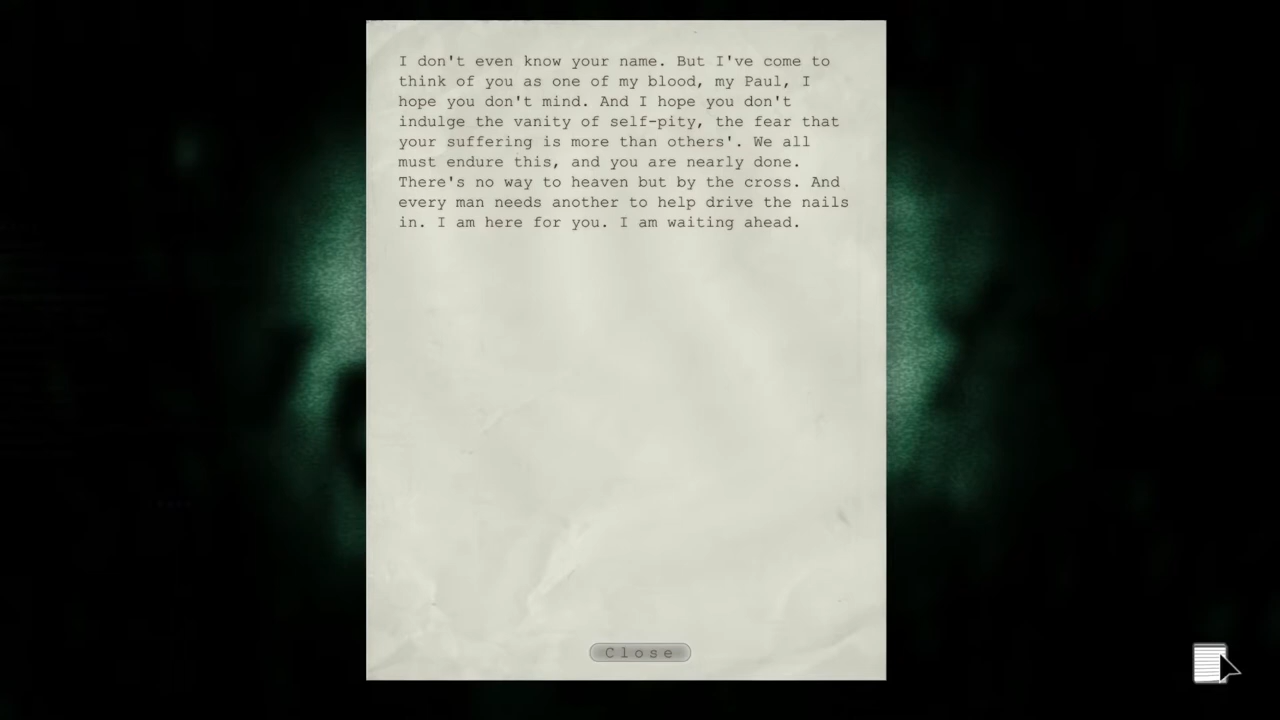 I don't even know your name. But I've come to
think of you as one of my blood, my Paul, I
hope you don't mind. And I hope you don't
indulge the vanity of self-pity, the fear that
your suffering is more than others'. We all
must endure this, and you are nearly done.
There's no way to heaven but by the cross. And
every man needs another to help drive the nails
in. I am here for you. I am waiting ahead.
Close